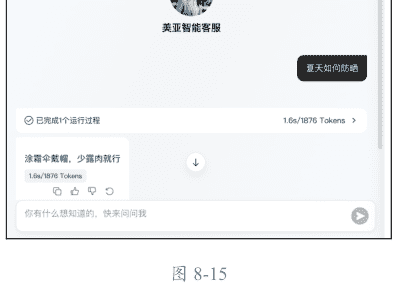 美亚智能客服
夏天如何防晒
已完成1个运行过程 1.6s/1876 Tokens
涂霜伞戴帽，少露肉就行
1.6s/1876 Tokens
你有什么想知道的，快来问问我
图 8-15